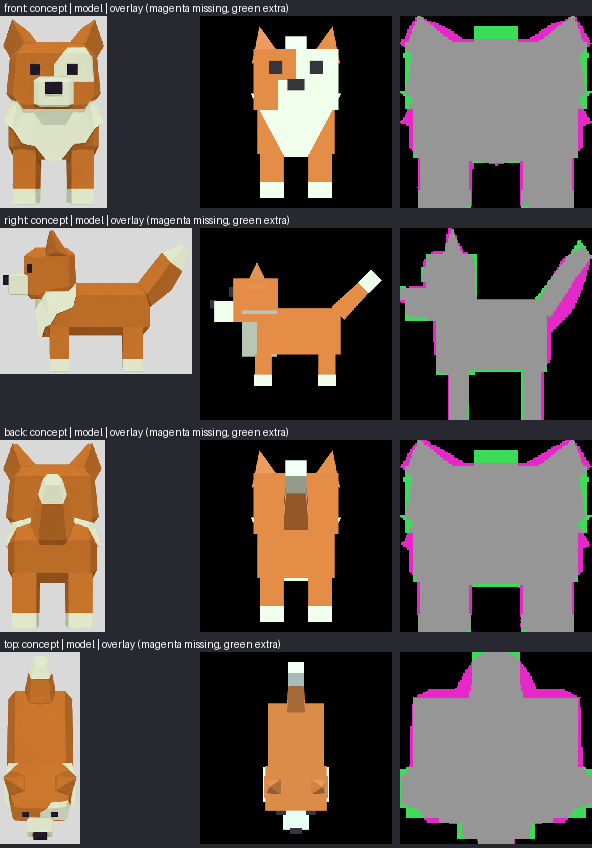 front: concept | model | overlay (magenta missing, green extra)
right: concept | model | overlay (magenta missing, green extra)
back: concept | model | overlay (magenta missing, green extra)
top: concept | model | overlay (magenta missing, green extra)